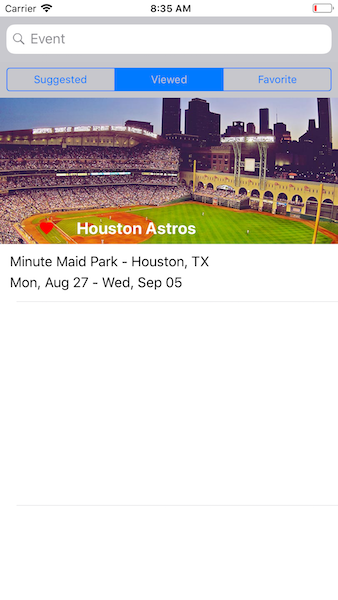 Carrier 8:35 AM
Event
Suggested Viewed Favorite
Houston Astros
Minute Maid Park - Houston, TX
Mon, Aug 27 - Wed, Sep 05